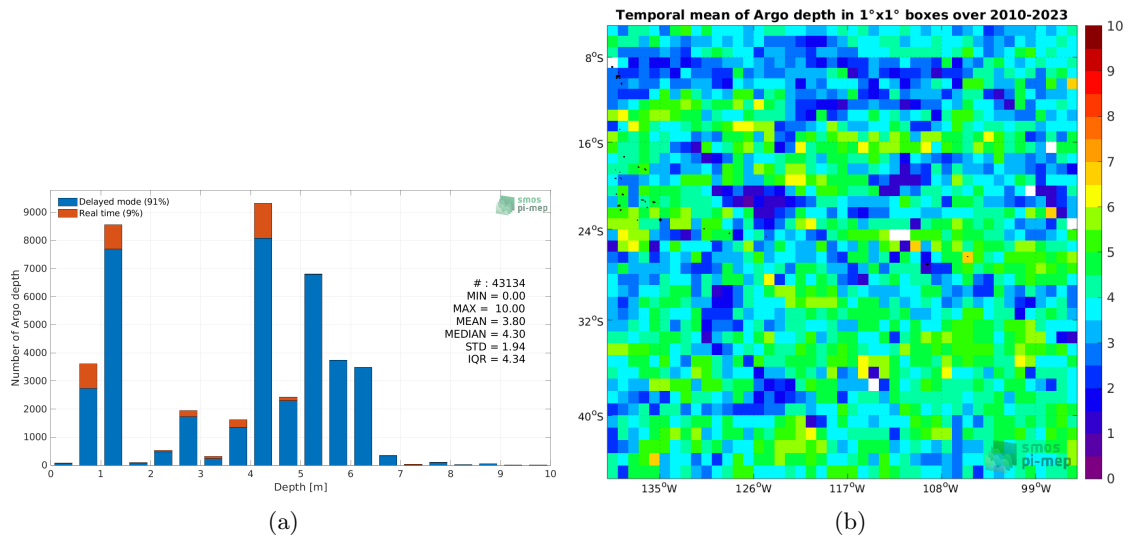 Temporal mean of Argo depth in 1°x1° boxes over 2010-2023
Delayed mode (91%)
Real time (9%)
smos
pi-mep
# : 43134
MIN = 0.00
MAX = 10.00
MEAN = 3.80
MEDIAN = 4.30
STD = 1.94
IQR = 4.34
Number of Argo depth
9000
8000
7000
6000
5000
4000
3000
2000
1000
0
0 1 2 3 4 5 6 7 8 9 10
Depth [m]
(a)
8°S
16°S
24°S
32°S
40°S
135°W 126°W 117°W 108°W 99°W
smos
pi-mep
10
9
8
7
6
5
4
3
2
1
0
(b)